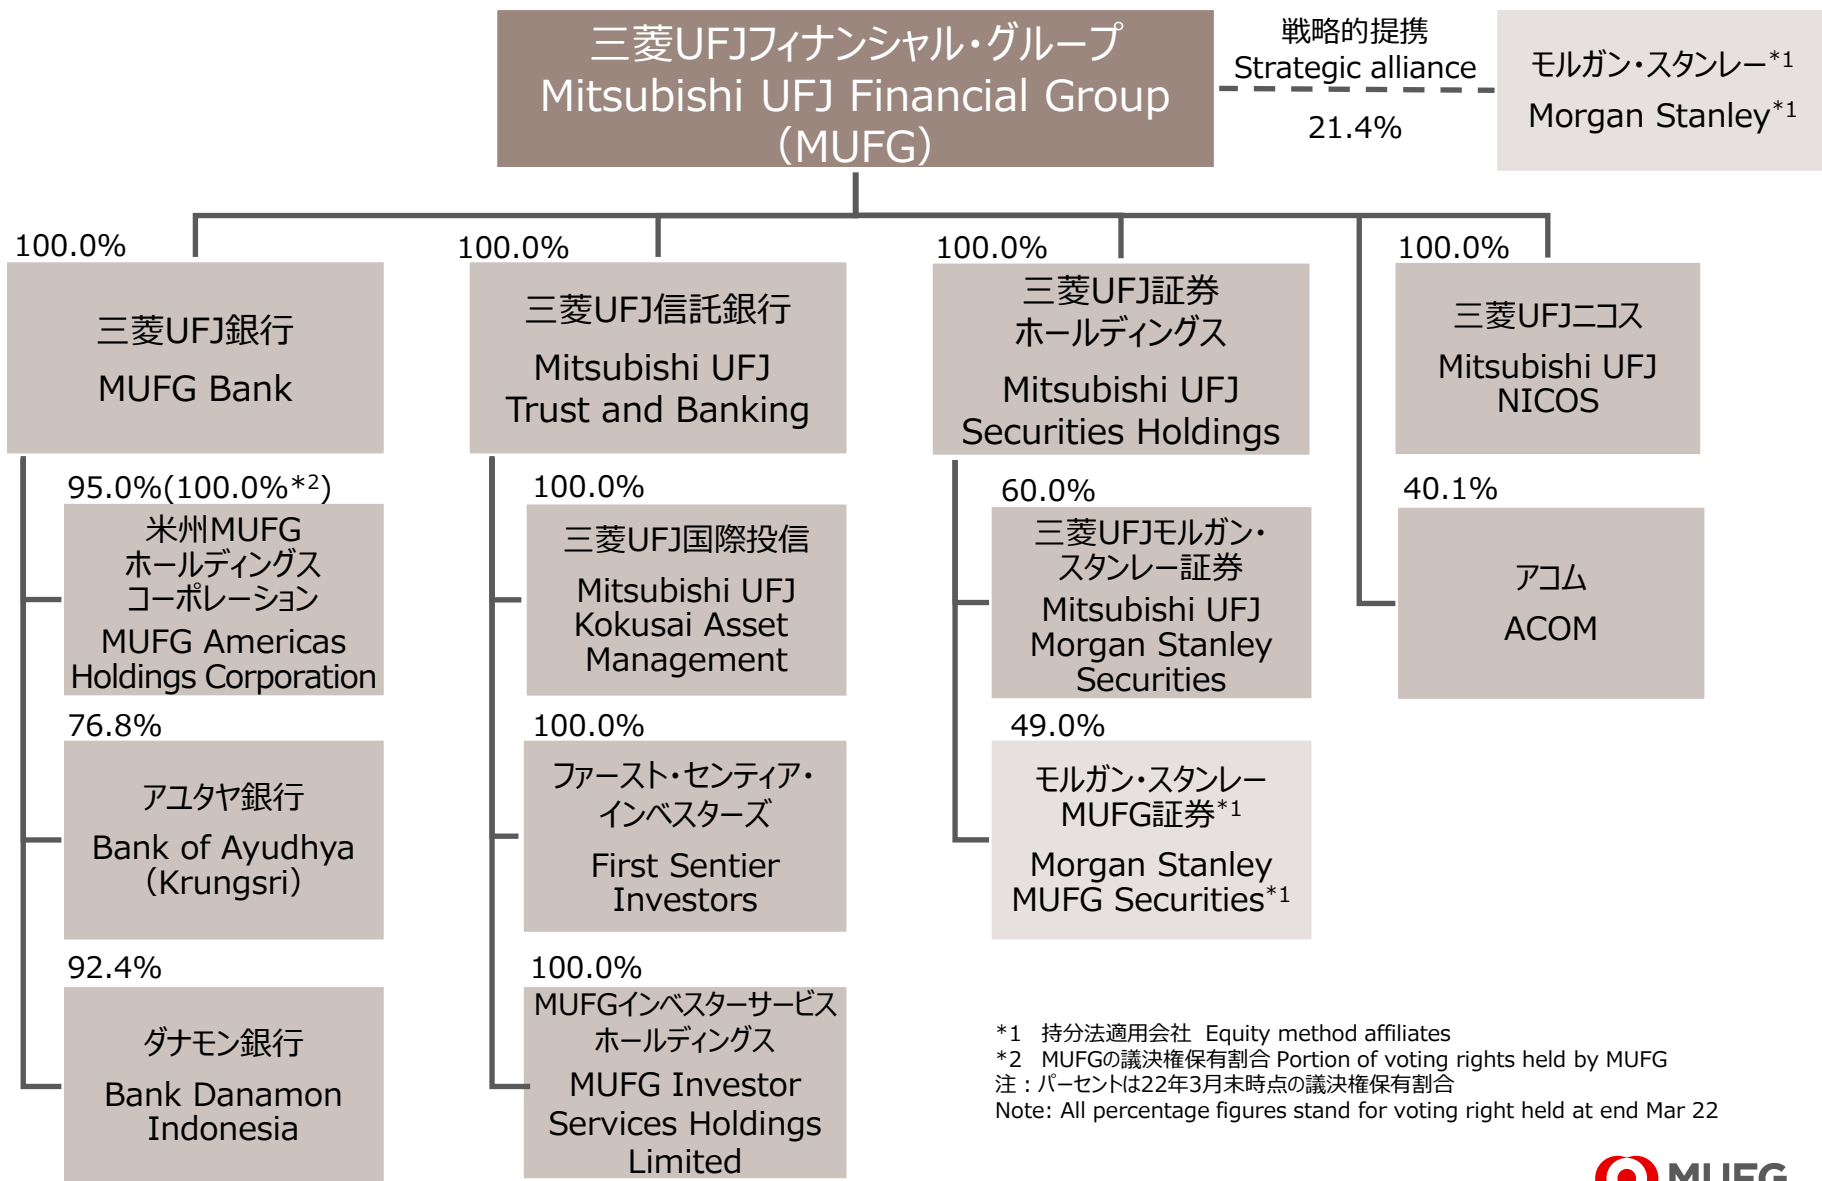 三菱UFJフィナンシャル・グループ
Mitsubishi UFJ Financial Group
（MUFG）
戦略的提携
Strategic alliance
21.4%
モルガン・スタンレー*1
Morgan Stanley*1
100.0%
三菱UFJ銀行
MUFG Bank
95.0%(100.0%*2)
米州MUFG
ホールディングス
コーポレーション
MUFG Americas
Holdings Corporation
76.8%
アユタヤ銀行
Bank of Ayudhya
（Krungsri）
92.4%
ダナモン銀行
Bank Danamon
Indonesia
100.0%
三菱UFJ信託銀行
Mitsubishi UFJ
Trust and Banking
100.0%
三菱UFJ国際投信
Mitsubishi UFJ
Kokusai Asset
Management
100.0%
ファースト・センティア・
インベスターズ
First Sentier
Investors
100.0%
MUFGインベスターサービス
ホールディングス
MUFG Investor
Services Holdings
Limited
100.0%
三菱UFJ証券
ホールディングス
Mitsubishi UFJ
Securities Holdings
60.0%
三菱UFJモルガン・
スタンレー証券
Mitsubishi UFJ
Morgan Stanley
Securities
49.0%
モルガン・スタンレー
MUFG証券*1
Morgan Stanley
MUFG Securities*1
100.0%
三菱UFJニコス
Mitsubishi UFJ
NICOS
40.1%
アコム
ACOM
*1 持分法適用会社 Equity method affiliates
*2 MUFGの議決権保有割合 Portion of voting rights held by MUFG
注：パーセントは22年3月末時点の議決権保有割合
Note: All percentage figures stand for voting right held at end Mar 22
MUFG